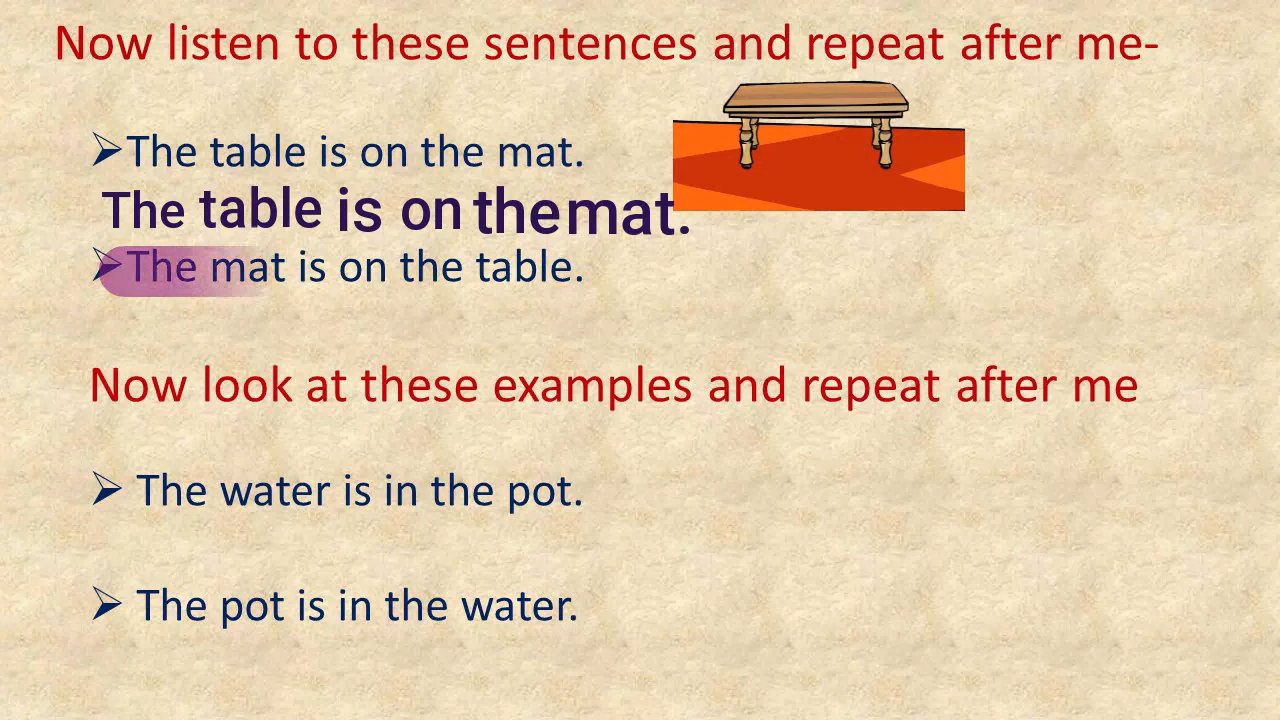 Now listen to these sentences and repeat after me-
➢The table is on the mat.
The table is on the mat.
➢The mat is on the table.
Now look at these examples and repeat after me
➢ The water is in the pot.
➢ The pot is in the water.